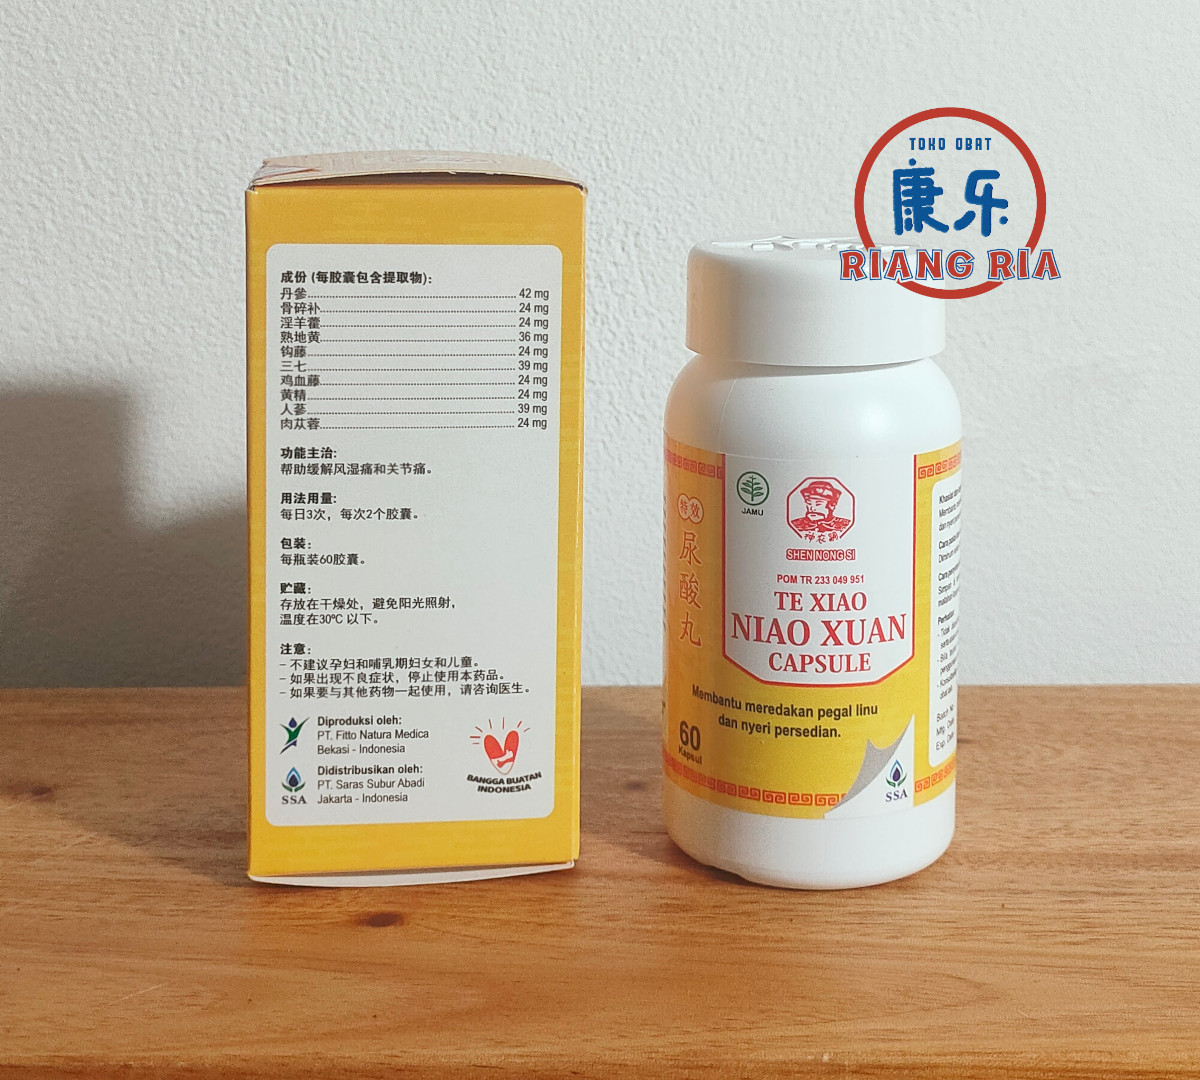 TOKO OBAT
康乐
RIANG RIA
成份 (每胶囊包含提取物):
丹參........ 42 mg
骨碎补........ 24 mg
淫羊藿........ 24 mg
熟地黄........ 36 mg
钩藤........ 24 mg
三七........ 39 mg
鸡血藤........ 24 mg
黄精........ 24 mg
人参........ 39 mg
肉苁蓉........ 24 mg
功能主治:
帮助缓解风湿痛和关节痛。
用法用量:
每日3次，每次2个胶囊。
包装:
每瓶装60胶囊。
贮藏:
存放在干燥处，避免阳光照射，
温度在30ºC 以下。
注意:
- 不建议孕妇和哺乳期妇女和儿童。
- 如果出现不良症状，停止使用本药品。
- 如果要与其他药物一起使用，请咨询医生。
Diproduksi oleh:
PT. Fitto Natura Medica
Bekasi - Indonesia
Didistribusikan oleh:
PT. Saras Subur Abadi
Jakarta - Indonesia
SSA
BANGGA BUATAN
INDONESIA
特效
尿酸丸
JAMU
SHEN NONG SI
POM TR 233 049 951
TE XIAO
NIAO XUAN
CAPSULE
Membantu meredakan pegal linu
dan nyeri persedian.
60
Kapsul
SSA